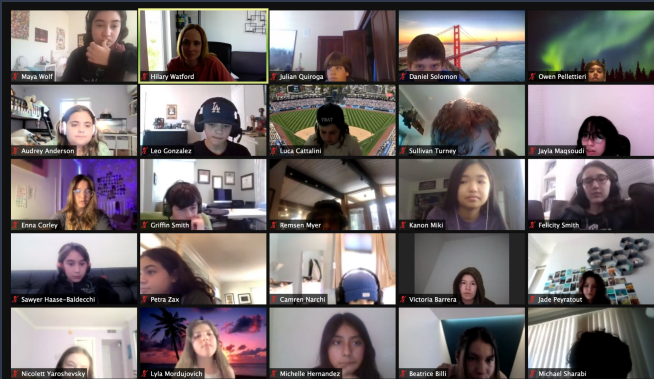 Maya Wolf
Hilary Watford
Julian Quiroga
Daniel Solomon
Owen Pellettieri
Audrey Anderson
Leo Gonzalez
Luca Cattalini
Sullivan Turney
Jayla Maqsoudi
Enna Corley
Griffin Smith
Remsen Myer
Kanon Miki
Felicity Smith
Sawyer Haase-Baldecchi
Petra Zax
Camren Narchi
Victoria Barrera
Jade Peyratout
Nicolett Yaroshevsky
Lyla Mordujovich
Michelle Hernandez
Beatrice Billi
Michael Sharabi